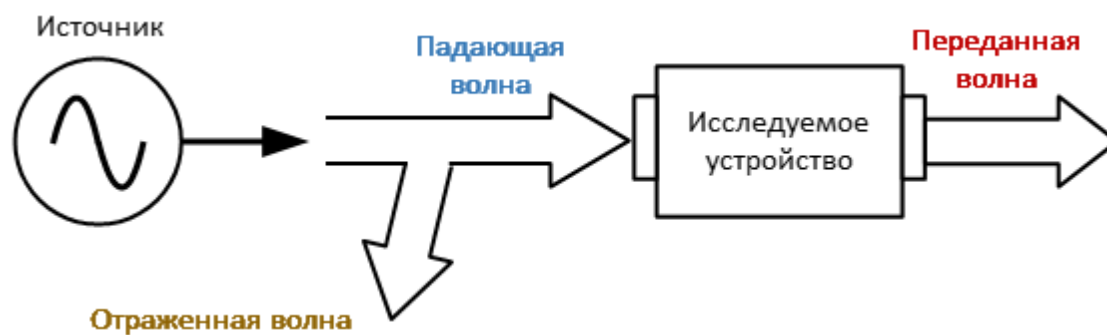 Источник
Падающая
волна
Переданная
волна
Исследуемое
устройство
Отраженная волна